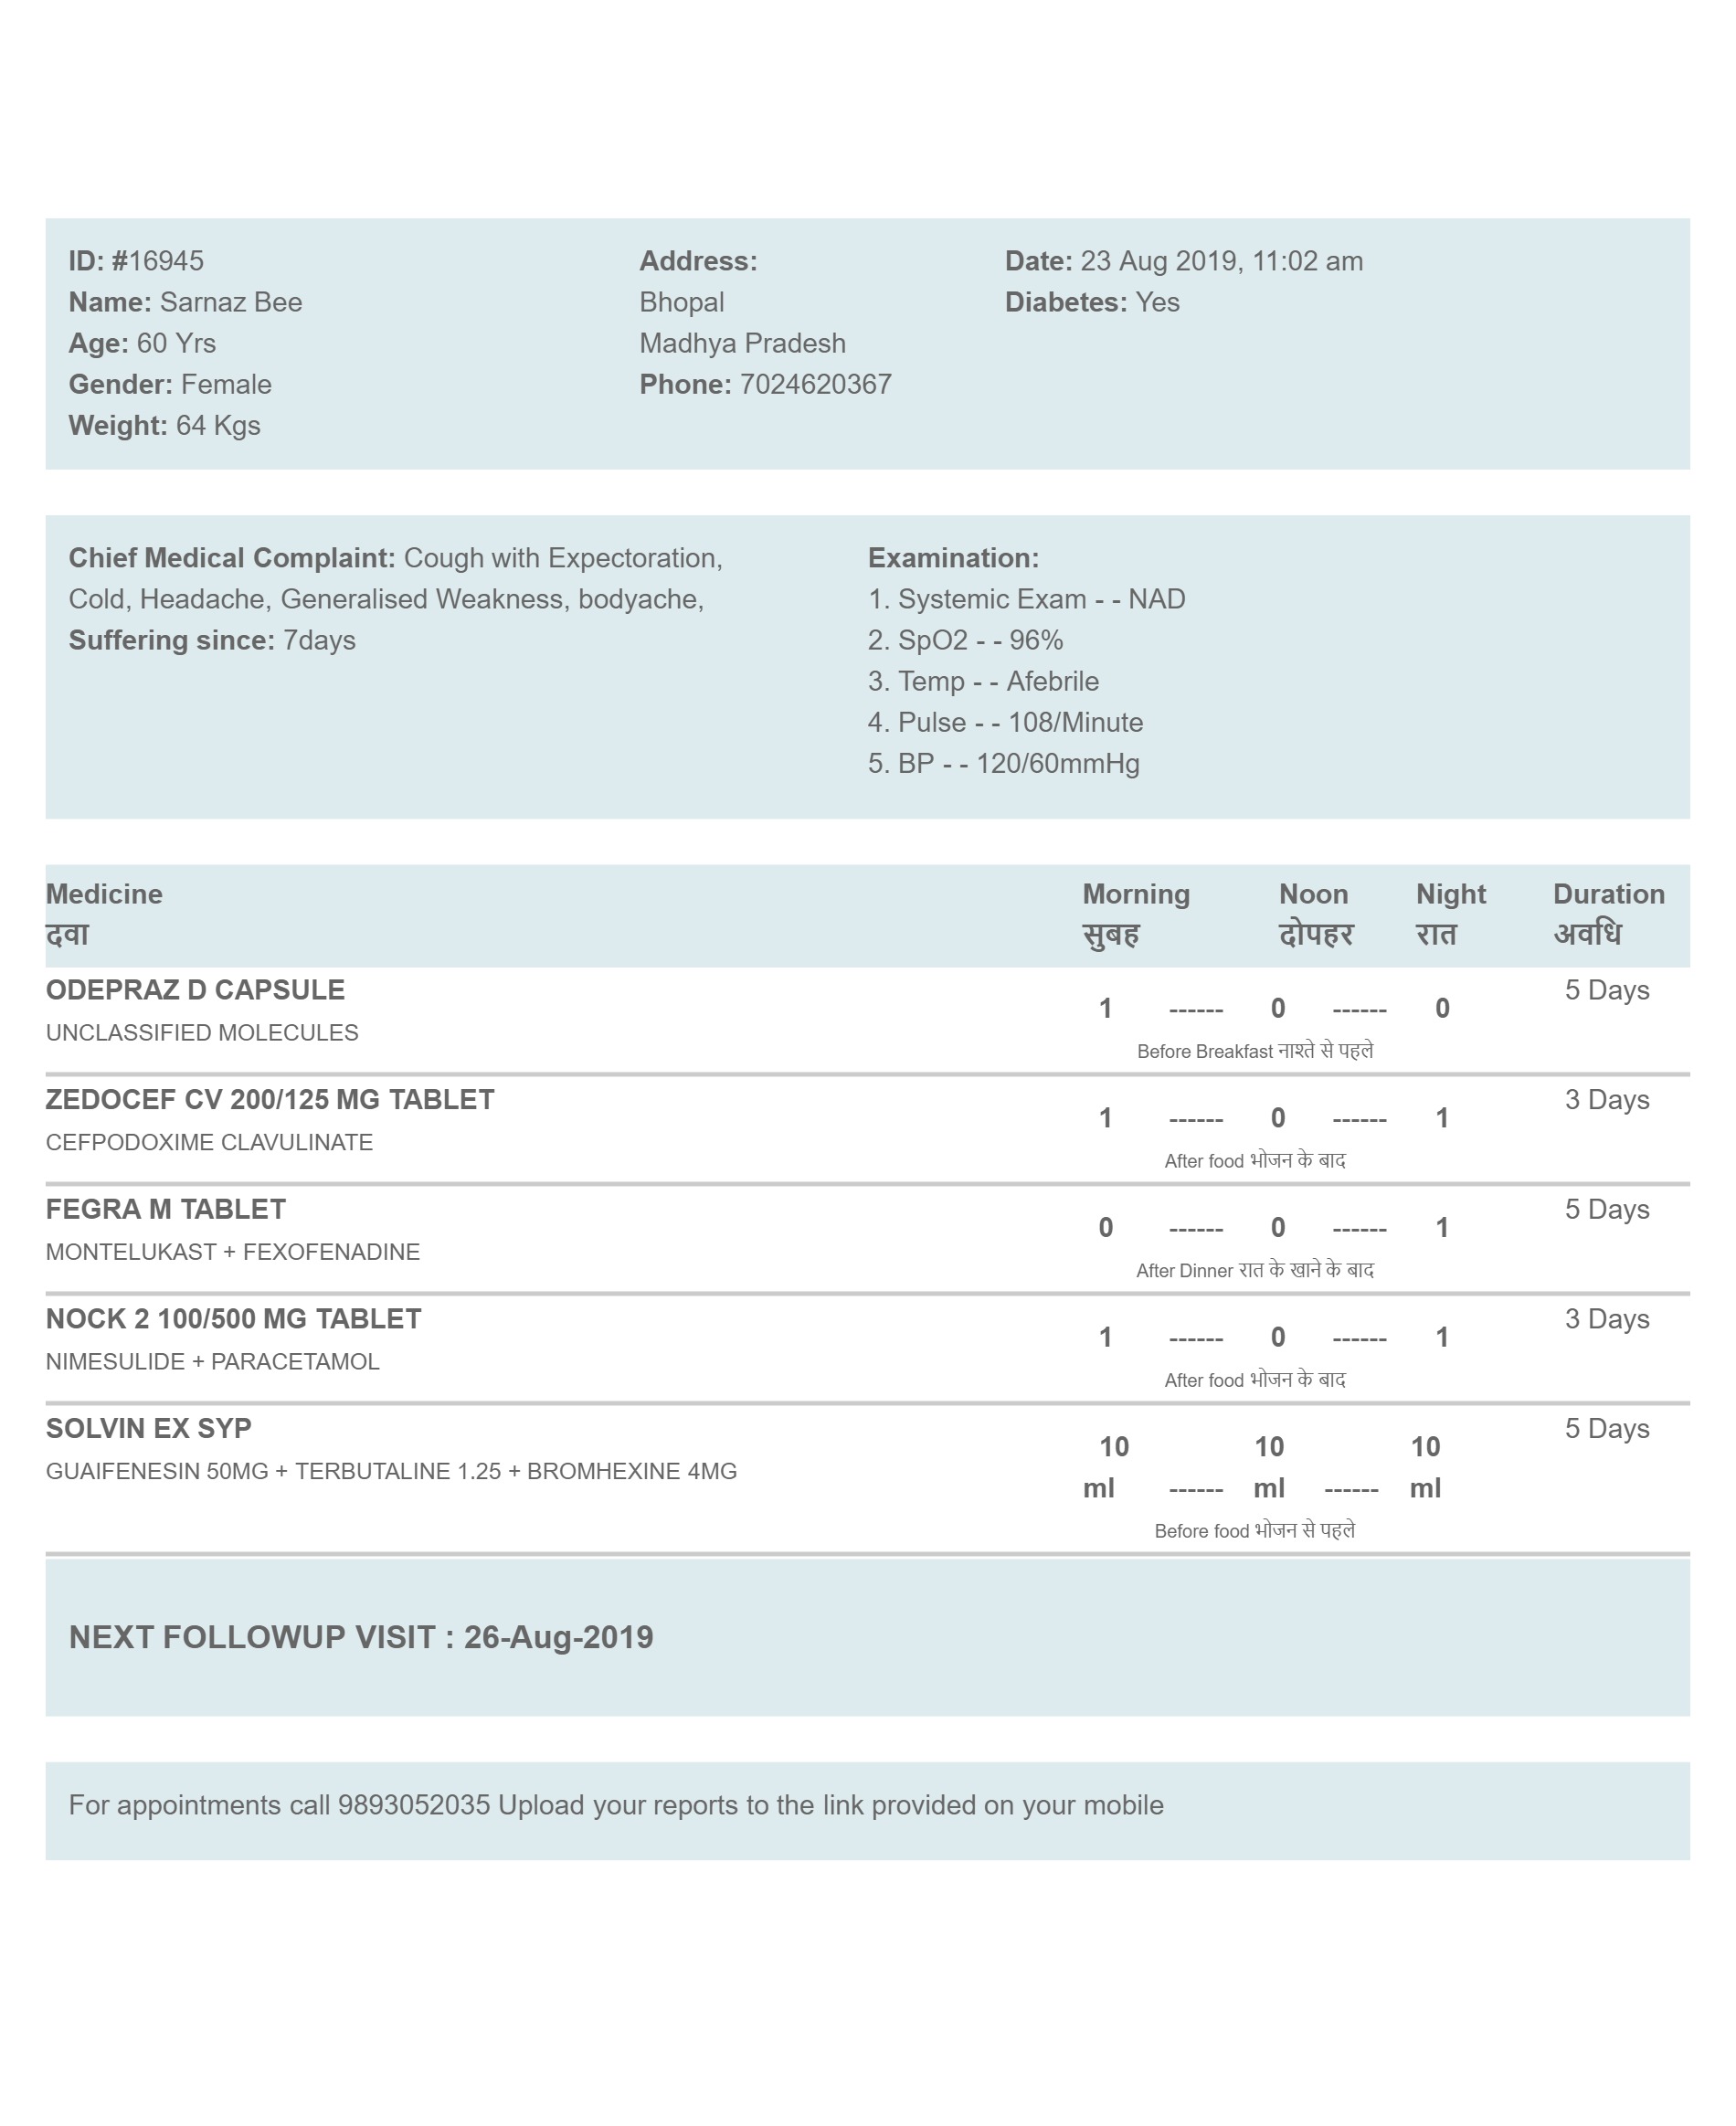 ID: #16945
Name: Sarnaz Bee
Age: 60 Yrs
Gender: Female
Weight: 64 Kgs
Address:
Bhopal
Madhya Pradesh
Phone: 7024620367
Date: 23 Aug 2019, 11:02 am
Diabetes: Yes
Chief Medical Complaint: Cough with Expectoration,
Cold, Headache, Generalised Weakness, bodyache,
Suffering since: 7days
Examination:
1. Systemic Exam - - NAD
2. SpO2 - - 96%
3. Temp - - Afebrile
4. Pulse - - 108/Minute
5. BP - - 120/60mmHg
Medicine Morning Noon Night Duration
दवा सुबह दोपहर रात अवधि
ODEPRAZ D CAPSULE 5 Days
1 ------ 0 ------ 0
UNCLASSIFIED MOLECULES
Before Breakfast नाश्ते से पहले
ZEDOCEF CV 200/125 MG TABLET 3 Days
1 ------ 0 ------ 1
CEFPODOXIME CLAVULINATE
After food भोजन के बाद
FEGRA M TABLET 5 Days
0 ------ 0 ------ 1
MONTELUKAST + FEXOFENADINE
After Dinner रात के खाने के बाद
NOCK 2 100/500 MG TABLET 3 Days
1 ------ 0 ------ 1
NIMESULIDE + PARACETAMOL
After food भोजन के बाद
SOLVIN EX SYP 5 Days
10 10 10
GUAIFENESIN 50MG + TERBUTALINE 1.25 + BROMHEXINE 4MG
ml ------ ml ------ ml
Before food भोजन से पहले
NEXT FOLLOWUP VISIT : 26-Aug-2019
For appointments call 9893052035 Upload your reports to the link provided on your mobile